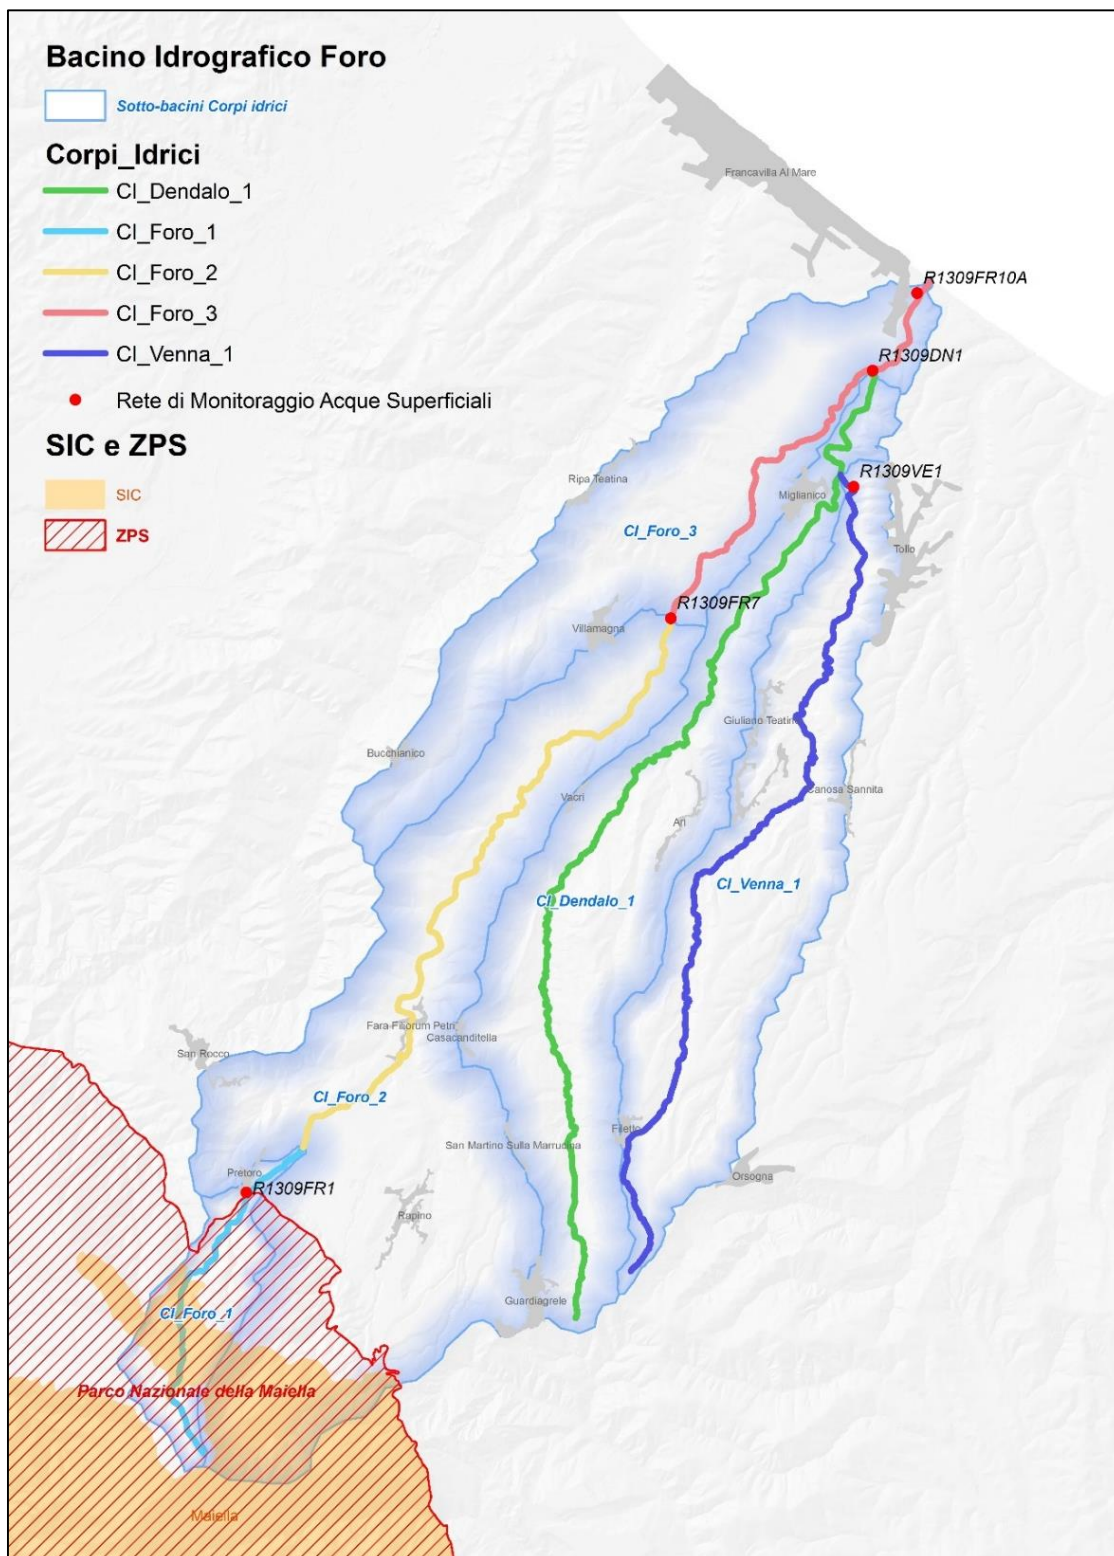 Bacino Idrografico Foro
Sotto-bacini Corpi idrici
Corpi_Idrici
CI_Dendalo_1
CI_Foro_1
CI_Foro_2
CI_Foro_3
CI_Venna_1
Rete di Monitoraggio Acque Superficiali
SIC e ZPS
SIC
ZPS
Francavilla Al Mare
R1309FR10A
R1309DN1
R1309VE1
Ripa Teatina
Miglianico
CI_Foro_3
Tollo
R1309FR7
Villamagna
Giuliano Teatino
Bucchianico
Vacri
Canosa Sannita
Ari
CI_Venna_1
CI_Dendalo_1
Fara Filiorum Petri
Casacanditella
San Rocco
CI_Foro_2
Filetto
San Martino Sulla Marrucina
Pretoro
Orsogna
R1309FR1
Rapino
Guardiagrele
CI_Foro_1
Parco Nazionale della Maiella
Maiella